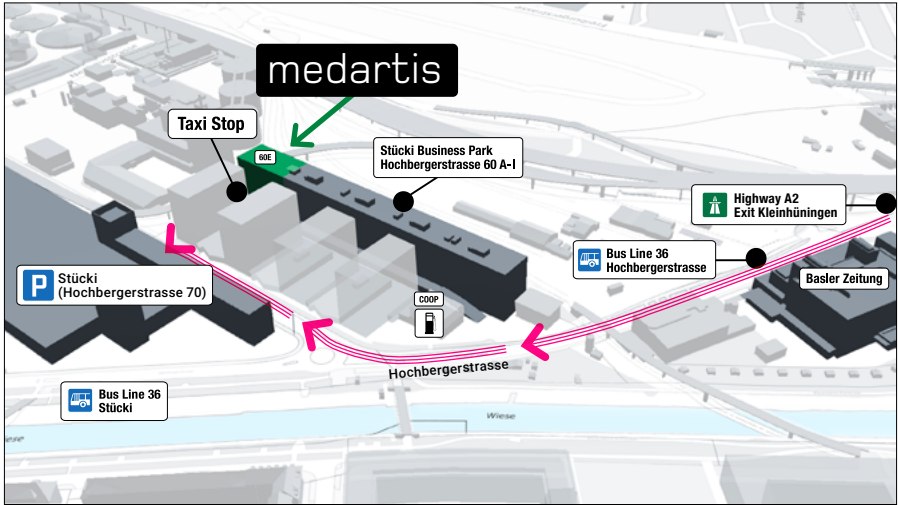 medartis
Taxi Stop
60E
Stücki Business Park
Hochbergerstrasse 60 A-I
Highway A2
Exit Kleinhüningen
Bus Line 36
Hochbergerstrasse
Basler Zeitung
P
Stücki
(Hochbergerstrasse 70)
COOP
Hochbergerstrasse
Bus Line 36
Stücki
Wiese
Wiese